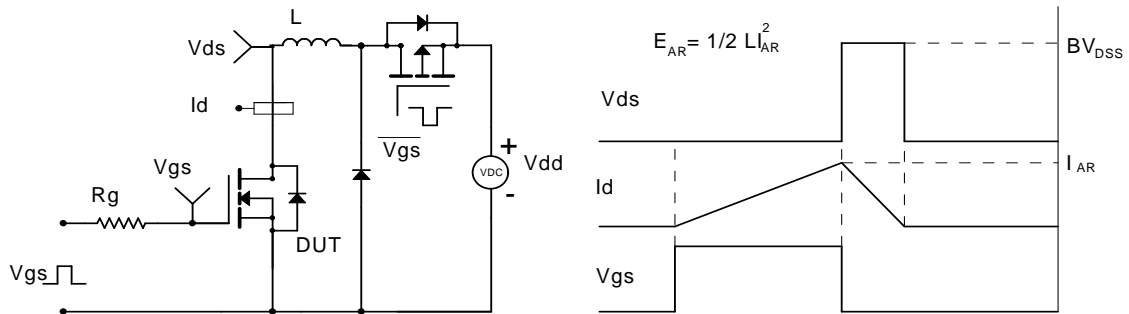 L
Vds
Id
Vgs
Rg
DUT
Vgs
Vgs
+
VDC
-
Vdd
E_AR = 1/2 LI²_AR
BV_DSS
Vds
I_AR
Id
Vgs